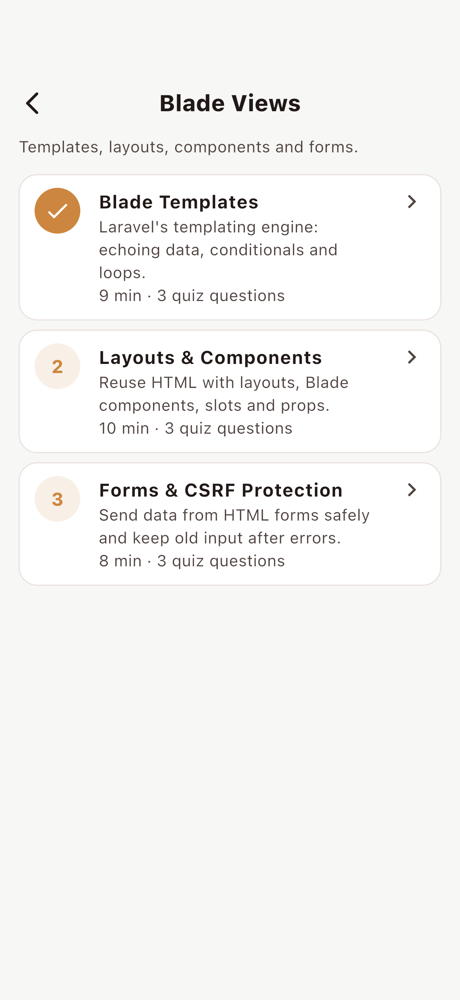 Blade Views
Templates, layouts, components and forms.
Blade Templates
Laravel's templating engine:
echoing data, conditionals and
loops.
9 min · 3 quiz questions
2
Layouts & Components
Reuse HTML with layouts, Blade
components, slots and props.
10 min · 3 quiz questions
3
Forms & CSRF Protection
Send data from HTML forms safely
and keep old input after errors.
8 min · 3 quiz questions